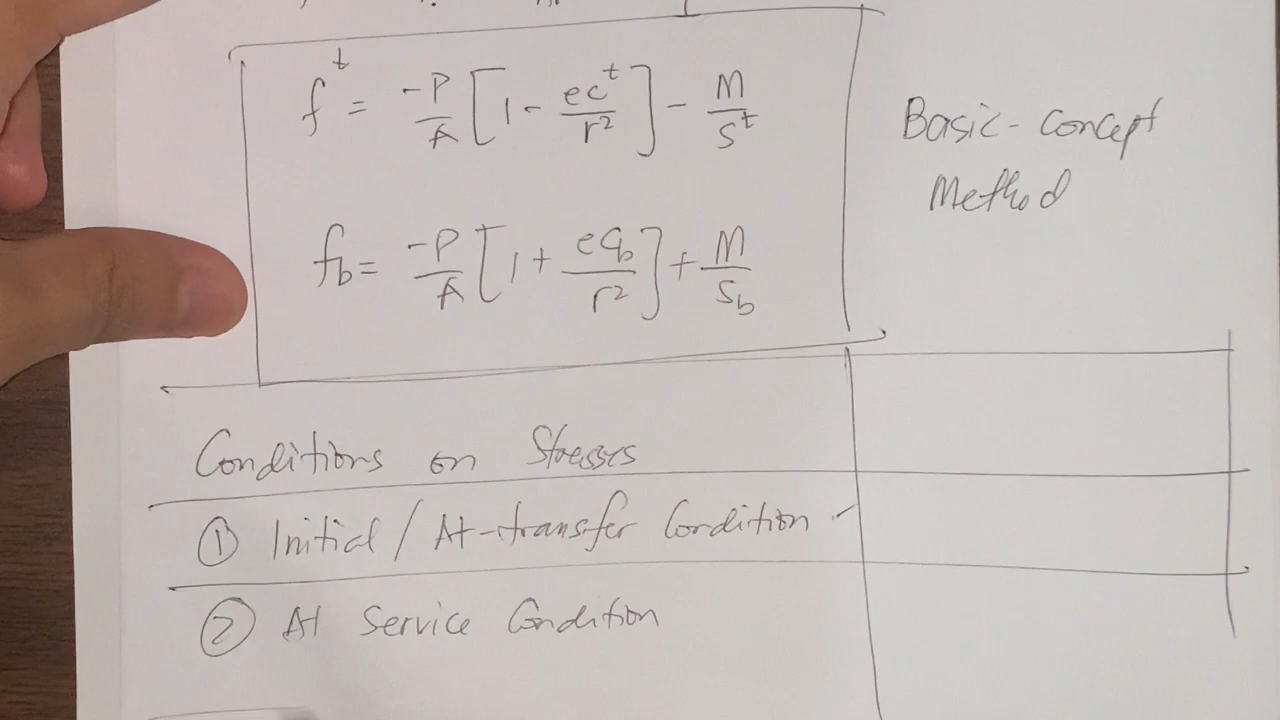 f^t = -P/A [1 - ec^t/r²] - M/S^t
Basic-concept
Method
f_b = -P/A [1 + ec_b/r²] + M/S_b
Conditions on Stresses
① Initial / At-transfer Condition
② At Service Condition